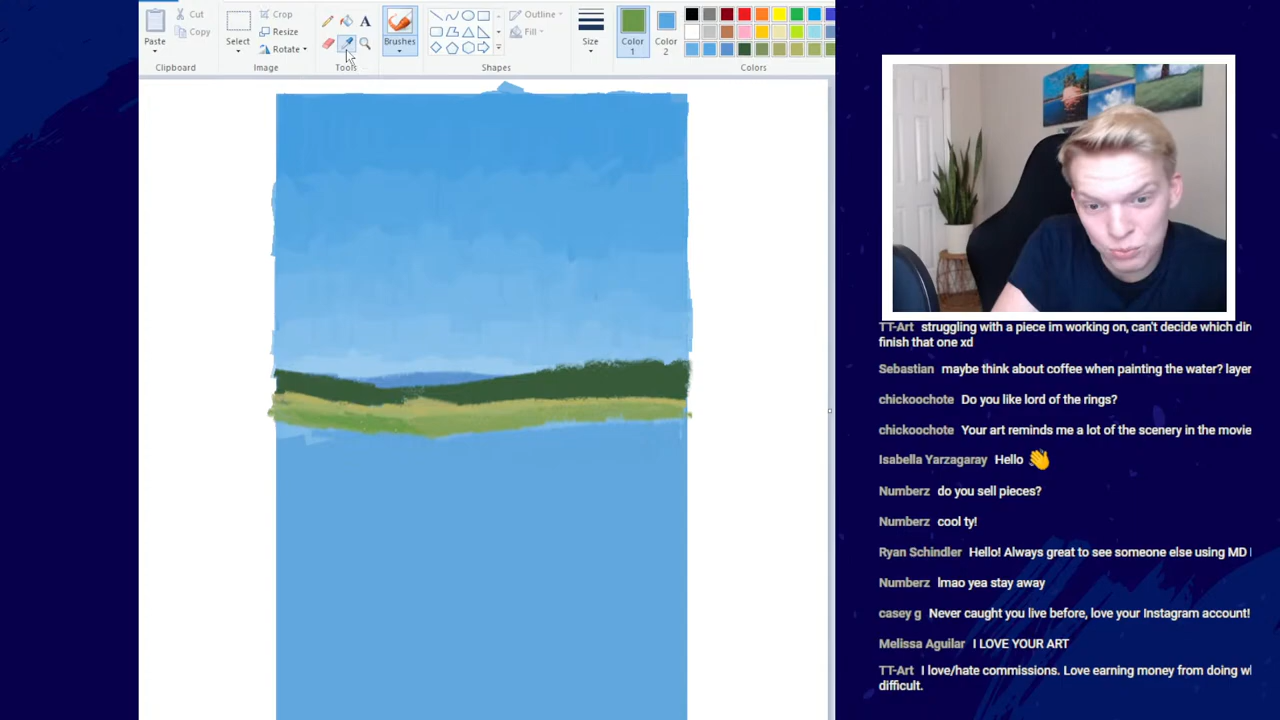 Paste
Cut
Copy
Clipboard
Select
Crop
Resize
Rotate
Image
A
Tools
Brushes
Outline
Fill
Shapes
Size
Color
1
Color
2
Colors
TT-Art struggling with a piece im working on, can't decide which
finish that one xd
Sebastian maybe think about coffee when painting the water?
chickoochote Do you like lord of the rings?
chickoochote Your art reminds me a lot of the scenery in the movie
Isabella Yarzagaray Hello 👋
Numberz do you sell pieces?
Numberz cool ty!
Ryan Schindler Hello! Always great to see someone else using MD
Numberz lmao yea stay away
casey g Never caught you live before, love your Instagram account!
Melissa Aguilar I LOVE YOUR ART
TT-Art I love/hate commissions. Love earning money from doing
difficult.